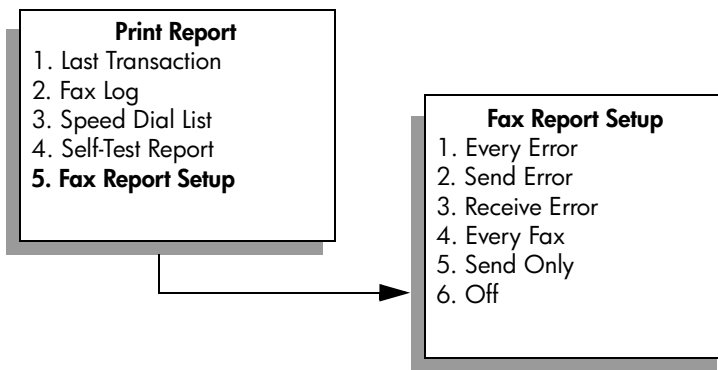 Print Report
1. Last Transaction
2. Fax Log
3. Speed Dial List
4. Self-Test Report
5. Fax Report Setup
Fax Report Setup
1. Every Error
2. Send Error
3. Receive Error
4. Every Fax
5. Send Only
6. Off